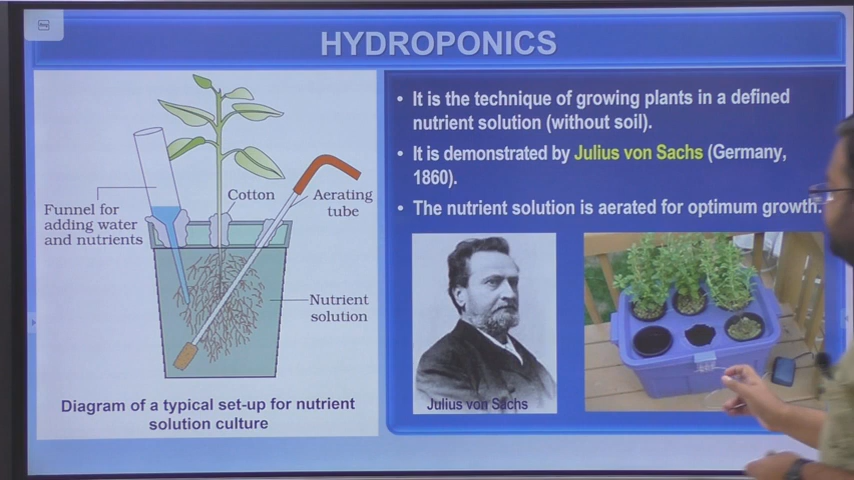 HYDROPONICS
Funnel for
adding water
and nutrients
Cotton
Aerating
tube
Nutrient
solution
Diagram of a typical set-up for nutrient
solution culture
• It is the technique of growing plants in a defined
nutrient solution (without soil).
• It is demonstrated by Julius von Sachs (Germany,
1860).
• The nutrient solution is aerated for optimum growth.
Julius von Sachs